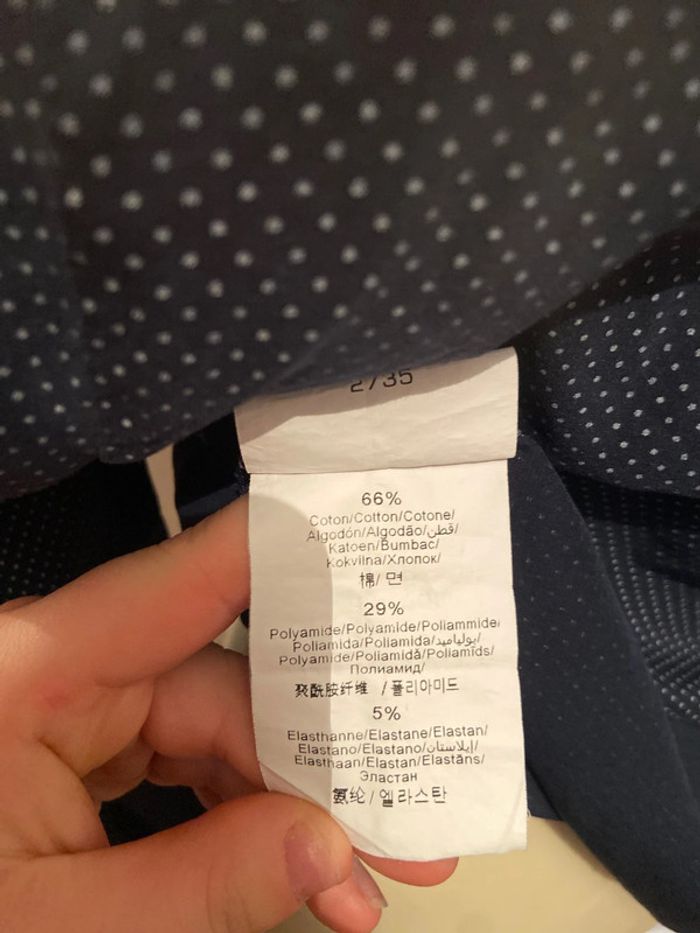 2/35
66%
Coton/Cotton/Cotone/
Algodón/Algodão/قطن/
Katoen/Bumbac/
Kokvilna/Хлопок/
棉/ 면
29%
Polyamide/Polyamide/Poliammide/
Poliamida/Poliamida/بولياميد/
Polyamide/Poliamidă/Poliamīds/
Полиамид/
聚酰胺纤维 /폴리아미드
5%
Elasthanne/Elastane/Elastan/
Elastano/Elastano/إيلاستان/
Elasthaan/Elastan/Elastāns/
Эластан
氨纶/ 엘라스탄